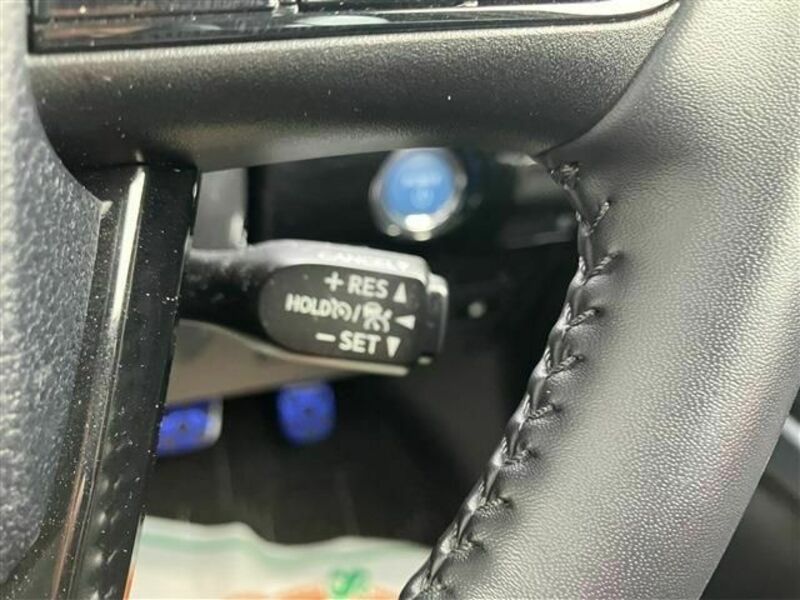 CANCEL
+ RES ▲
HOLD / ◀
− SET ▼